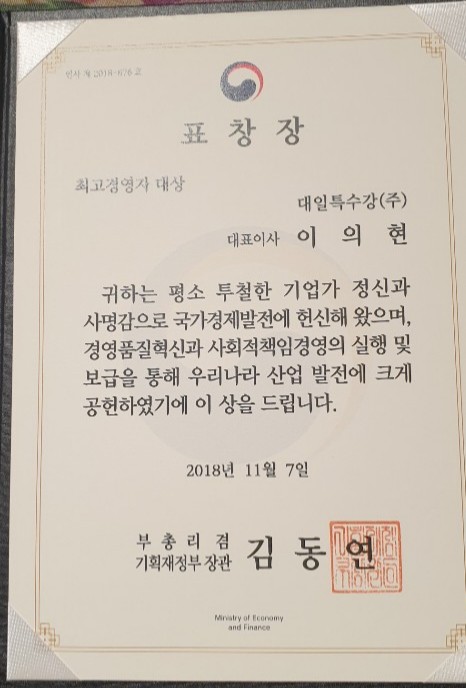 인사 제 2018-876 호
표 창 장
최고경영자 대상
대일특수강(주)
대표이사 이 의 현
귀하는 평소 투철한 기업가 정신과
사명감으로 국가경제발전에 헌신해 왔으며,
경영품질혁신과 사회적책임경영의 실행 및
보급을 통해 우리나라 산업 발전에 크게
공헌하였기에 이 상을 드립니다.
2018년 11월 7일
부 총 리 겸
기획재정부 장관 김 동 연
Ministry of Economy
and Finance